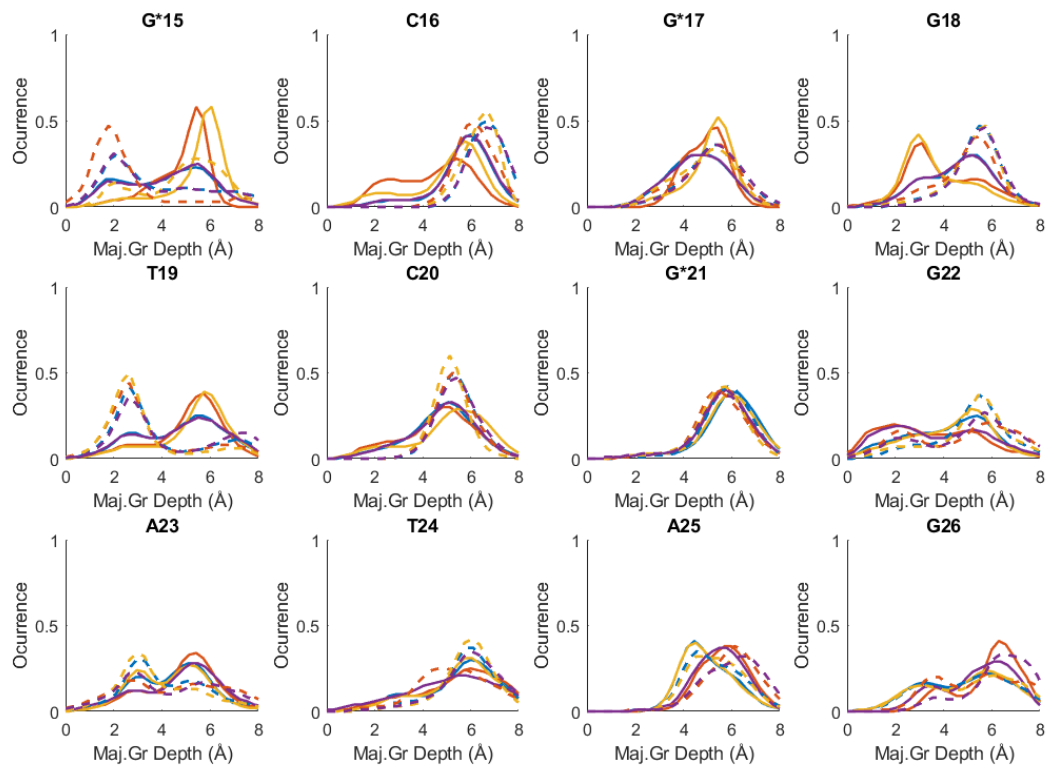 G*15 C16 G*17 G18
1 1 1 1
Ocurrence Ocurrence Ocurrence Ocurrence
0.5 0.5 0.5 0.5
0 0 0 0
0 2 4 6 8 0 2 4 6 8 0 2 4 6 8 0 2 4 6 8
Maj.Gr Depth (Å) Maj.Gr Depth (Å) Maj.Gr Depth (Å) Maj.Gr Depth (Å)
T19 C20 G*21 G22
1 1 1 1
Ocurrence Ocurrence Ocurrence Ocurrence
0.5 0.5 0.5 0.5
0 0 0 0
0 2 4 6 8 0 2 4 6 8 0 2 4 6 8 0 2 4 6 8
Maj.Gr Depth (Å) Maj.Gr Depth (Å) Maj.Gr Depth (Å) Maj.Gr Depth (Å)
A23 T24 A25 G26
1 1 1 1
Ocurrence Ocurrence Ocurrence Ocurrence
0.5 0.5 0.5 0.5
0 0 0 0
0 2 4 6 8 0 2 4 6 8 0 2 4 6 8 0 2 4 6 8
Maj.Gr Depth (Å) Maj.Gr Depth (Å) Maj.Gr Depth (Å) Maj.Gr Depth (Å)